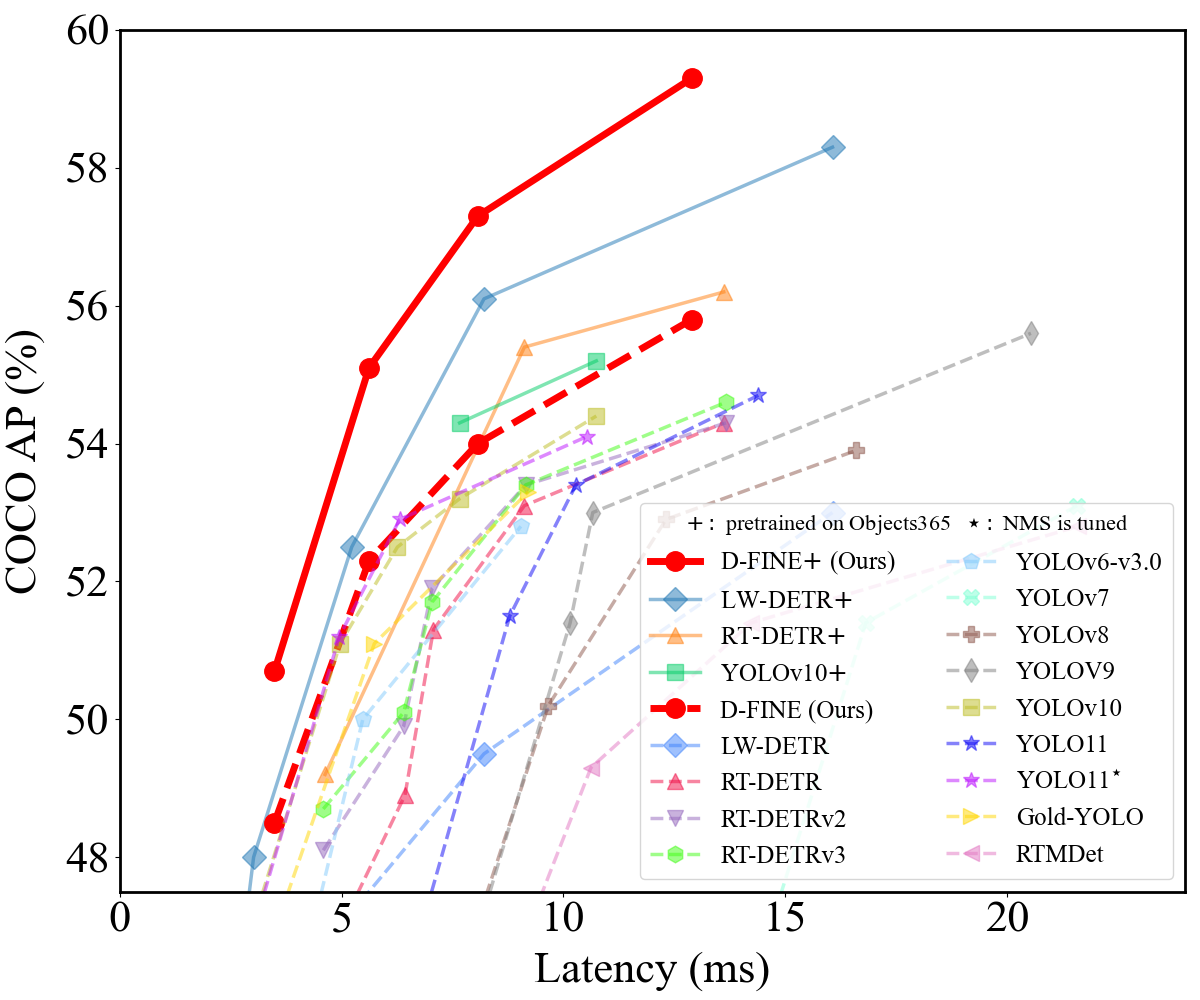 60
58
56
54
52
50
48
COCO AP (%)
+ : pretrained on Objects365 ⋆ : NMS is tuned
D-FINE+ (Ours)
LW-DETR+
RT-DETR+
YOLOv10+
D-FINE (Ours)
LW-DETR
RT-DETR
RT-DETRv2
RT-DETRv3
YOLOv6-v3.0
YOLOv7
YOLOv8
YOLOV9
YOLOv10
YOLO11
YOLO11⋆
Gold-YOLO
RTMDet
0 5 10 15 20
Latency (ms)